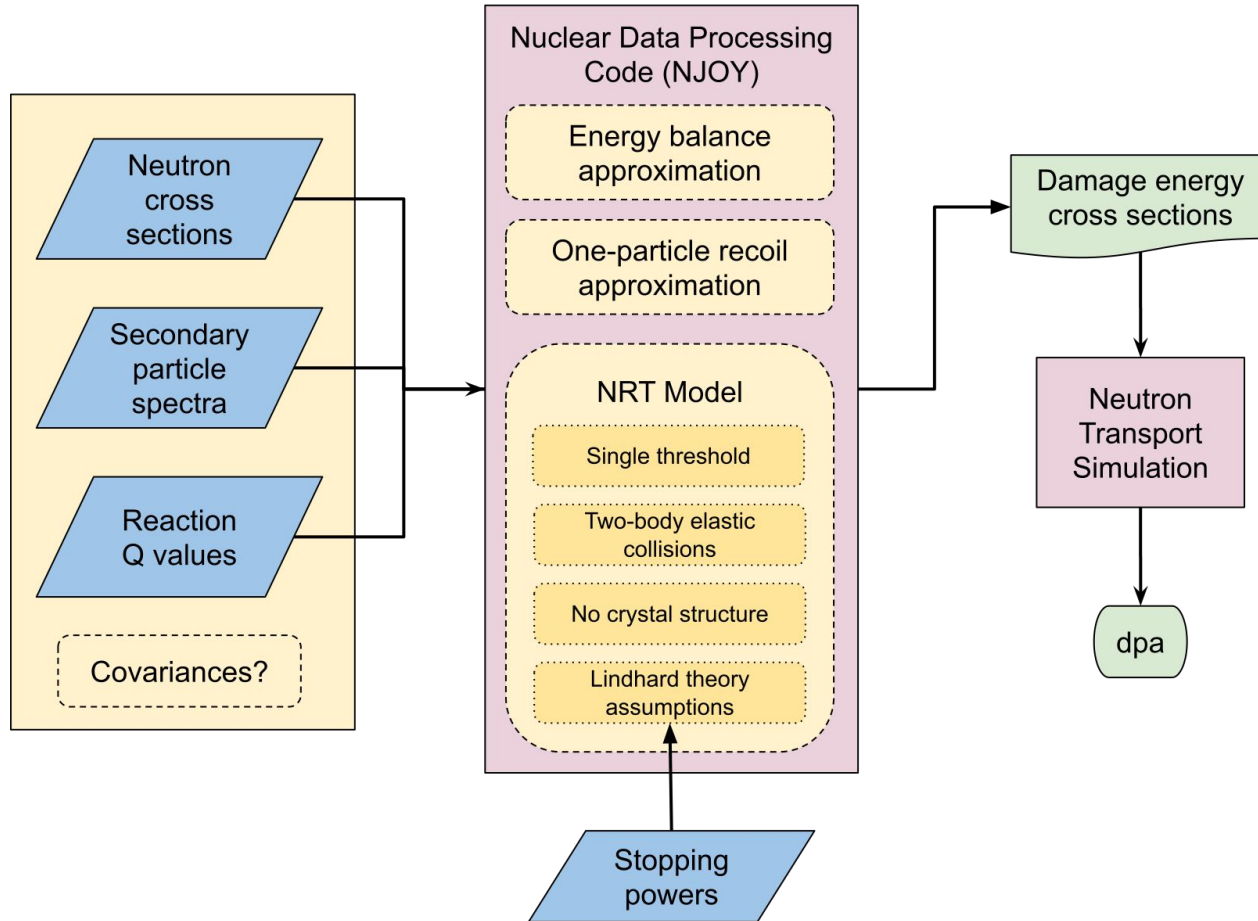 Neutron
cross
sections
Secondary
particle
spectra
Reaction
Q values
Covariances?
Nuclear Data Processing
Code (NJOY)
Energy balance
approximation
One-particle recoil
approximation
NRT Model
Single threshold
Two-body elastic
collisions
No crystal structure
Lindhard theory
assumptions
Stopping
powers
Damage energy
cross sections
Neutron
Transport
Simulation
dpa